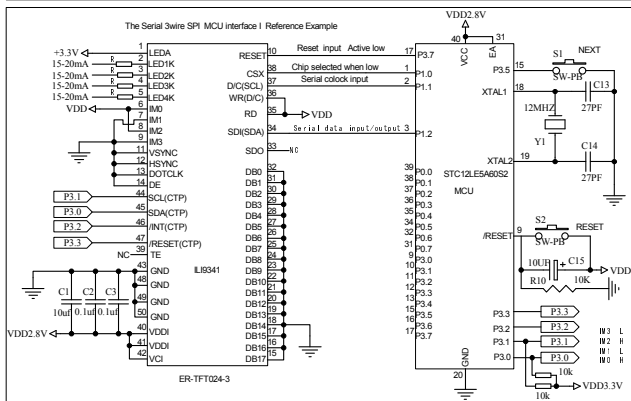 The Serial 3wire SPI MCU interface I Reference Example
+3.3V
15-20mA R
15-20mA R
15-20mA R
15-20mA R
VDD
1 LEDA
2 LED1K
3 LED2K
4 LED3K
5 LED4K
6 IM0
7 IM1
8 IM2
9 IM3
11 VSYNC
12 HSYNC
13 DOTCLK
14 DE
P3.1 44 SCL(CTP)
P3.0 45 SDA(CTP)
P3.2 46 /INT(CTP)
P3.3 47 /RESET(CTP)
NC 39 TE
43 GND
48 GND
49 GND
50 GND
C1 C2 C3
10uf 0.1uf 0.1uf
VDD2.8V
40 VDDI
41 VDDI
42 VCI
ILI9341
ER-TFT024-3
RESET 10 Reset input Active low 17 P3.7
CSX 38 Chip selected when low 1 P1.0
D/C(SCL) 37 Serial colock input 2 P1.1
WR(D/C) 36
RD 35 VDD
SDI(SDA) 34 Serial data input/output 3 P1.2
SDO 33 NC
DB0 32
DB1 31
DB2 30
DB3 29
DB4 28
DB5 27
DB6 26
DB7 25
DB8 24
DB9 23
DB10 22
DB11 21
DB12 20
DB13 19
DB14 18
DB15 17
DB16 16
DB17 15
39 P0.0
38 P0.1
37 P0.2
36 P0.3
35 P0.4
34 P0.5
33 P0.6
32 P0.7
10 P3.0
11 P3.1
12 P3.2
13 P3.3
14 P3.4
15 P3.5
16 P3.6
17 P3.7
STC12LE5A60S2
MCU
VDD2.8V
40 31
VCC
EA
P3.5 15
S1 NEXT
SW-PB
XTAL1 18
C13
27PF
12MHZ
Y1
XTAL2 19
C14
27PF
S2 RESET
/RESET 9
SW-PB
10UF + C15 VDD
R10 10K
P3.3 P3.3
P3.2 P3.2 IM3 L
P3.1 P3.1 IM2 H
P3.0 P3.0 IM1 L
IM0 H
10k
10k
VDD3.3V
GND
20